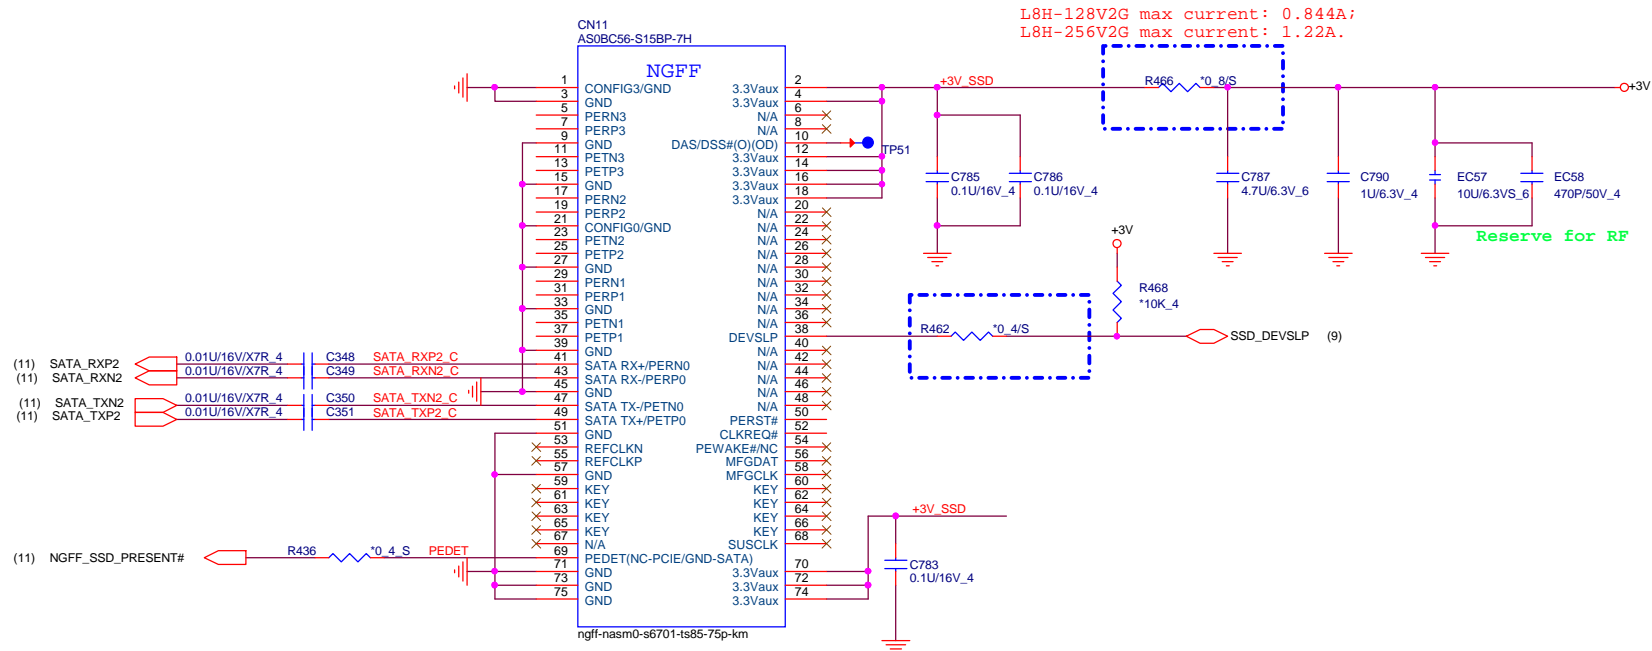 L8H-128V2G max current: 0.844A;
L8H-256V2G max current: 1.22A.
CN11
AS0BC56-S15BP-7H
NGFF
1 CONFIG3/GND 3.3Vaux 2
3 GND 3.3Vaux 4
5 PERN3 N/A 6
7 PERP3 N/A 8
9 GND DAS/DSS#(O)(OD) 10
11 PETN3 3.3Vaux 12
13 PETP3 3.3Vaux 14
15 GND 3.3Vaux 16
17 PERN2 3.3Vaux 18
19 PERP2 N/A 20
21 CONFIG0/GND N/A 22
23 PETN2 N/A 24
25 PETP2 N/A 26
27 GND N/A 28
29 PERN1 N/A 30
31 PERP1 N/A 32
33 GND N/A 34
35 PETN1 N/A 36
37 PETP1 DEVSLP 38
39 GND N/A 40
41 SATA RX+/PERN0 N/A 42
43 SATA RX-/PERP0 N/A 44
45 GND N/A 46
47 SATA TX-/PETN0 N/A 48
49 SATA TX+/PETP0 PERST# 50
51 GND CLKREQ# 52
53 REFCLKN PEWAKE#/NC 54
55 REFCLKP MFGDAT 56
57 GND MFGCLK 58
59 KEY KEY 60
61 KEY KEY 62
63 KEY KEY 64
65 KEY KEY 66
67 N/A SUSCLK 68
69 PEDET(NC-PCIE/GND-SATA)
71 GND 3.3Vaux 70
73 GND 3.3Vaux 72
75 GND 3.3Vaux 74
ngff-nasm0-s6701-ts85-75p-km
(11) SATA_RXP2 0.01U/16V/X7R_4 C348 SATA_RXP2_C
(11) SATA_RXN2 0.01U/16V/X7R_4 C349 SATA_RXN2_C
(11) SATA_TXN2 0.01U/16V/X7R_4 C350 SATA_TXN2_C
(11) SATA_TXP2 0.01U/16V/X7R_4 C351 SATA_TXP2_C
(11) NGFF_SSD_PRESENT# R436 *0_4_S PEDET
TP51
+3V_SSD
R466 *0_8/S
+3V
C785
0.1U/16V_4
C786
0.1U/16V_4
C787
4.7U/6.3V_6
C790
1U/6.3V_4
EC57
10U/6.3VS_6
EC58
470P/50V_4
Reserve for RF
+3V
R468
*10K_4
R462 *0_4/S
SSD_DEVSLP (9)
+3V_SSD
C783
0.1U/16V_4